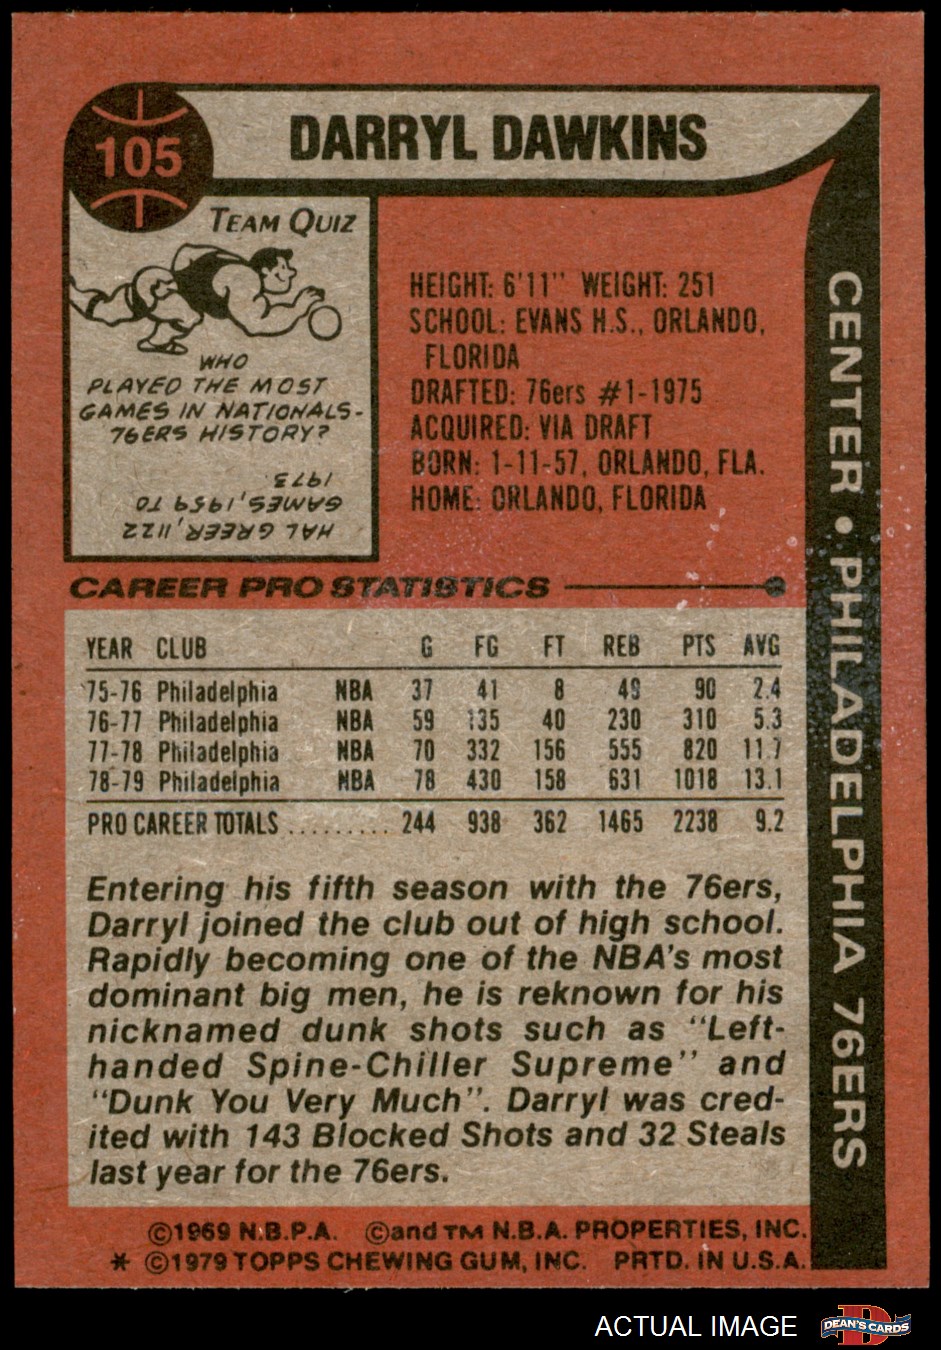 105
DARRYL DAWKINS
TEAM QUIZ
WHO
PLAYED THE MOST
GAMES IN NATIONALS-
76ERS HISTORY?
HAL GREER, 1122
GAMES, 1959 TO
1973
HEIGHT: 6'11" WEIGHT: 251
SCHOOL: EVANS H.S., ORLANDO,
FLORIDA
DRAFTED: 76ers #1-1975
ACQUIRED: VIA DRAFT
BORN: 1-11-57, ORLANDO, FLA.
HOME: ORLANDO, FLORIDA
CENTER • PHILADELPHIA 76ERS
CAREER PRO STATISTICS
YEAR CLUB G FG FT REB PTS AVG
75-76 Philadelphia NBA 37 41 8 49 90 2.4
76-77 Philadelphia NBA 59 135 40 230 310 5.3
77-78 Philadelphia NBA 70 332 156 555 820 11.7
78-79 Philadelphia NBA 78 430 158 631 1018 13.1
PRO CAREER TOTALS ......... 244 938 362 1465 2238 9.2
Entering his fifth season with the 76ers,
Darryl joined the club out of high school.
Rapidly becoming one of the NBA's most
dominant big men, he is reknown for his
nicknamed dunk shots such as "Left-
handed Spine-Chiller Supreme" and
"Dunk You Very Much". Darryl was cred-
ited with 143 Blocked Shots and 32 Steals
last year for the 76ers.
©1969 N.B.P.A. ©and TM N.B.A. PROPERTIES, INC.
* ©1979 TOPPS CHEWING GUM, INC. PRTD. IN U.S.A.
ACTUAL IMAGE
DEAN'S CARDS